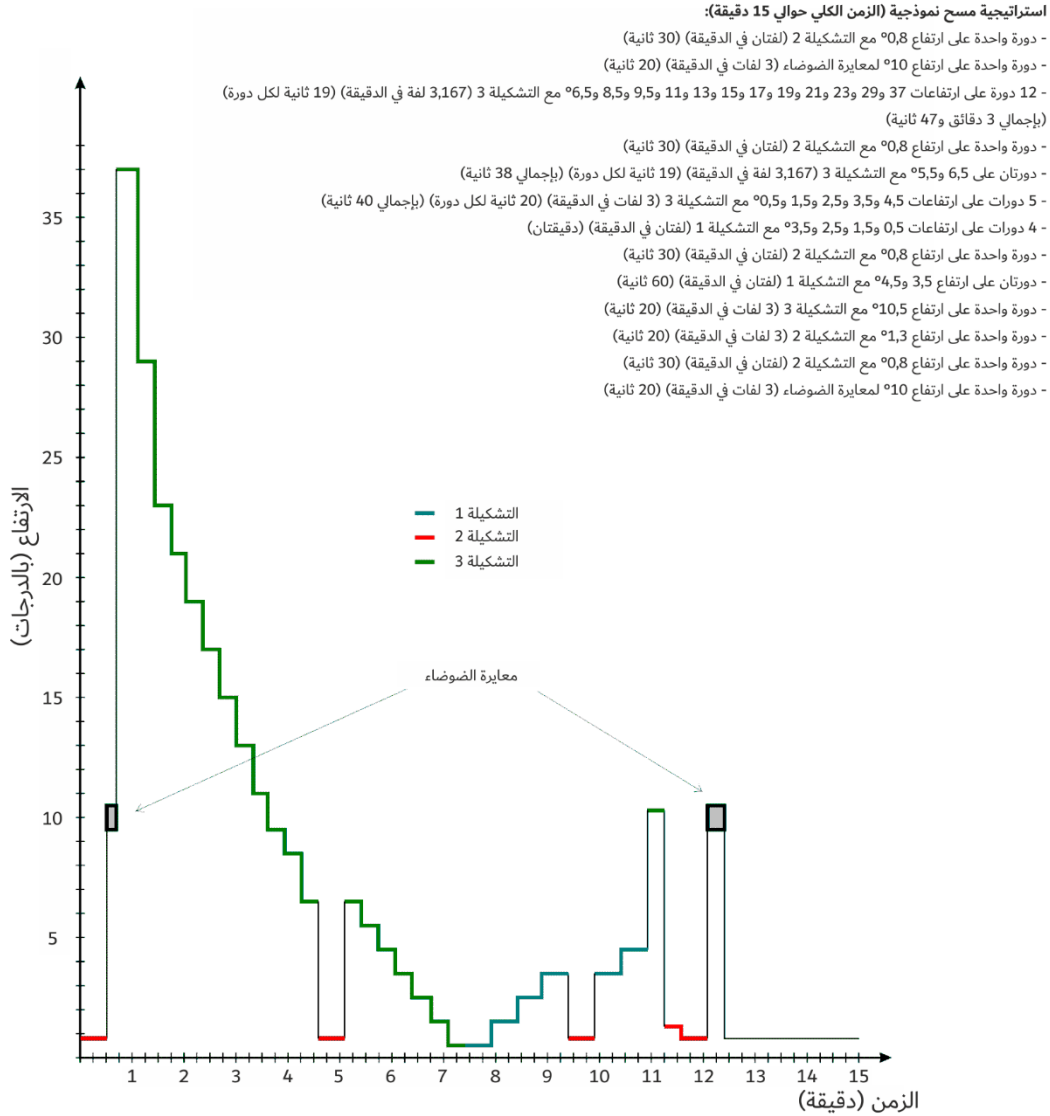 استراتيجية مسح نموذجية (الزمن الكلي حوالي 15 دقيقة):
- دورة واحدة على ارتفاع 0,8° مع التشكيلة 2 (لفتان في الدقيقة) (30 ثانية)
- دورة واحدة على ارتفاع 10° لمعايرة الضوضاء (3 لفات في الدقيقة) (20 ثانية)
- 12 دورة على ارتفاعات 37 و29 و23 و21 و19 و17 و15 و13 و11 و9,5 و8,5 و6,5° مع التشكيلة 3 (3,167 لفة في الدقيقة) (19 ثانية لكل دورة)
(بإجمالي 3 دقائق و47 ثانية)
- دورة واحدة على ارتفاع 0,8° مع التشكيلة 2 (لفتان في الدقيقة) (30 ثانية)
- دورتان على 6,5 و5,5° مع التشكيلة 3 (3,167 لفة في الدقيقة) (19 ثانية لكل دورة) (بإجمالي 38 ثانية)
- 5 دورات على ارتفاعات 4,5 و3,5 و2,5 و1,5 و0,5° مع التشكيلة 3 (3 لفات في الدقيقة) (20 ثانية لكل دورة) (بإجمالي 40 ثانية)
- 4 دورات على ارتفاعات 0,5 و1,5 و2,5 و3,5° مع التشكيلة 1 (لفتان في الدقيقة) (دقيقتان)
- دورة واحدة على ارتفاع 0,8° مع التشكيلة 2 (لفتان في الدقيقة) (30 ثانية)
- دورتان على ارتفاع 3,5 و4,5° مع التشكيلة 1 (لفتان في الدقيقة) (60 ثانية)
- دورة واحدة على ارتفاع 10,5° مع التشكيلة 3 (3 لفات في الدقيقة) (20 ثانية)
- دورة واحدة على ارتفاع 1,3° مع التشكيلة 2 (3 لفات في الدقيقة) (20 ثانية)
- دورة واحدة على ارتفاع 0,8° مع التشكيلة 2 (لفتان في الدقيقة) (30 ثانية)
- دورة واحدة على ارتفاع 10° لمعايرة الضوضاء (3 لفات في الدقيقة) (20 ثانية)
35
30
25
20
15
10
5
الارتفاع (بالدرجات)
التشكيلة 1
التشكيلة 2
التشكيلة 3
معايرة الضوضاء
1 2 3 4 5 6 7 8 9 10 11 12 13 14 15
الزمن (دقيقة)